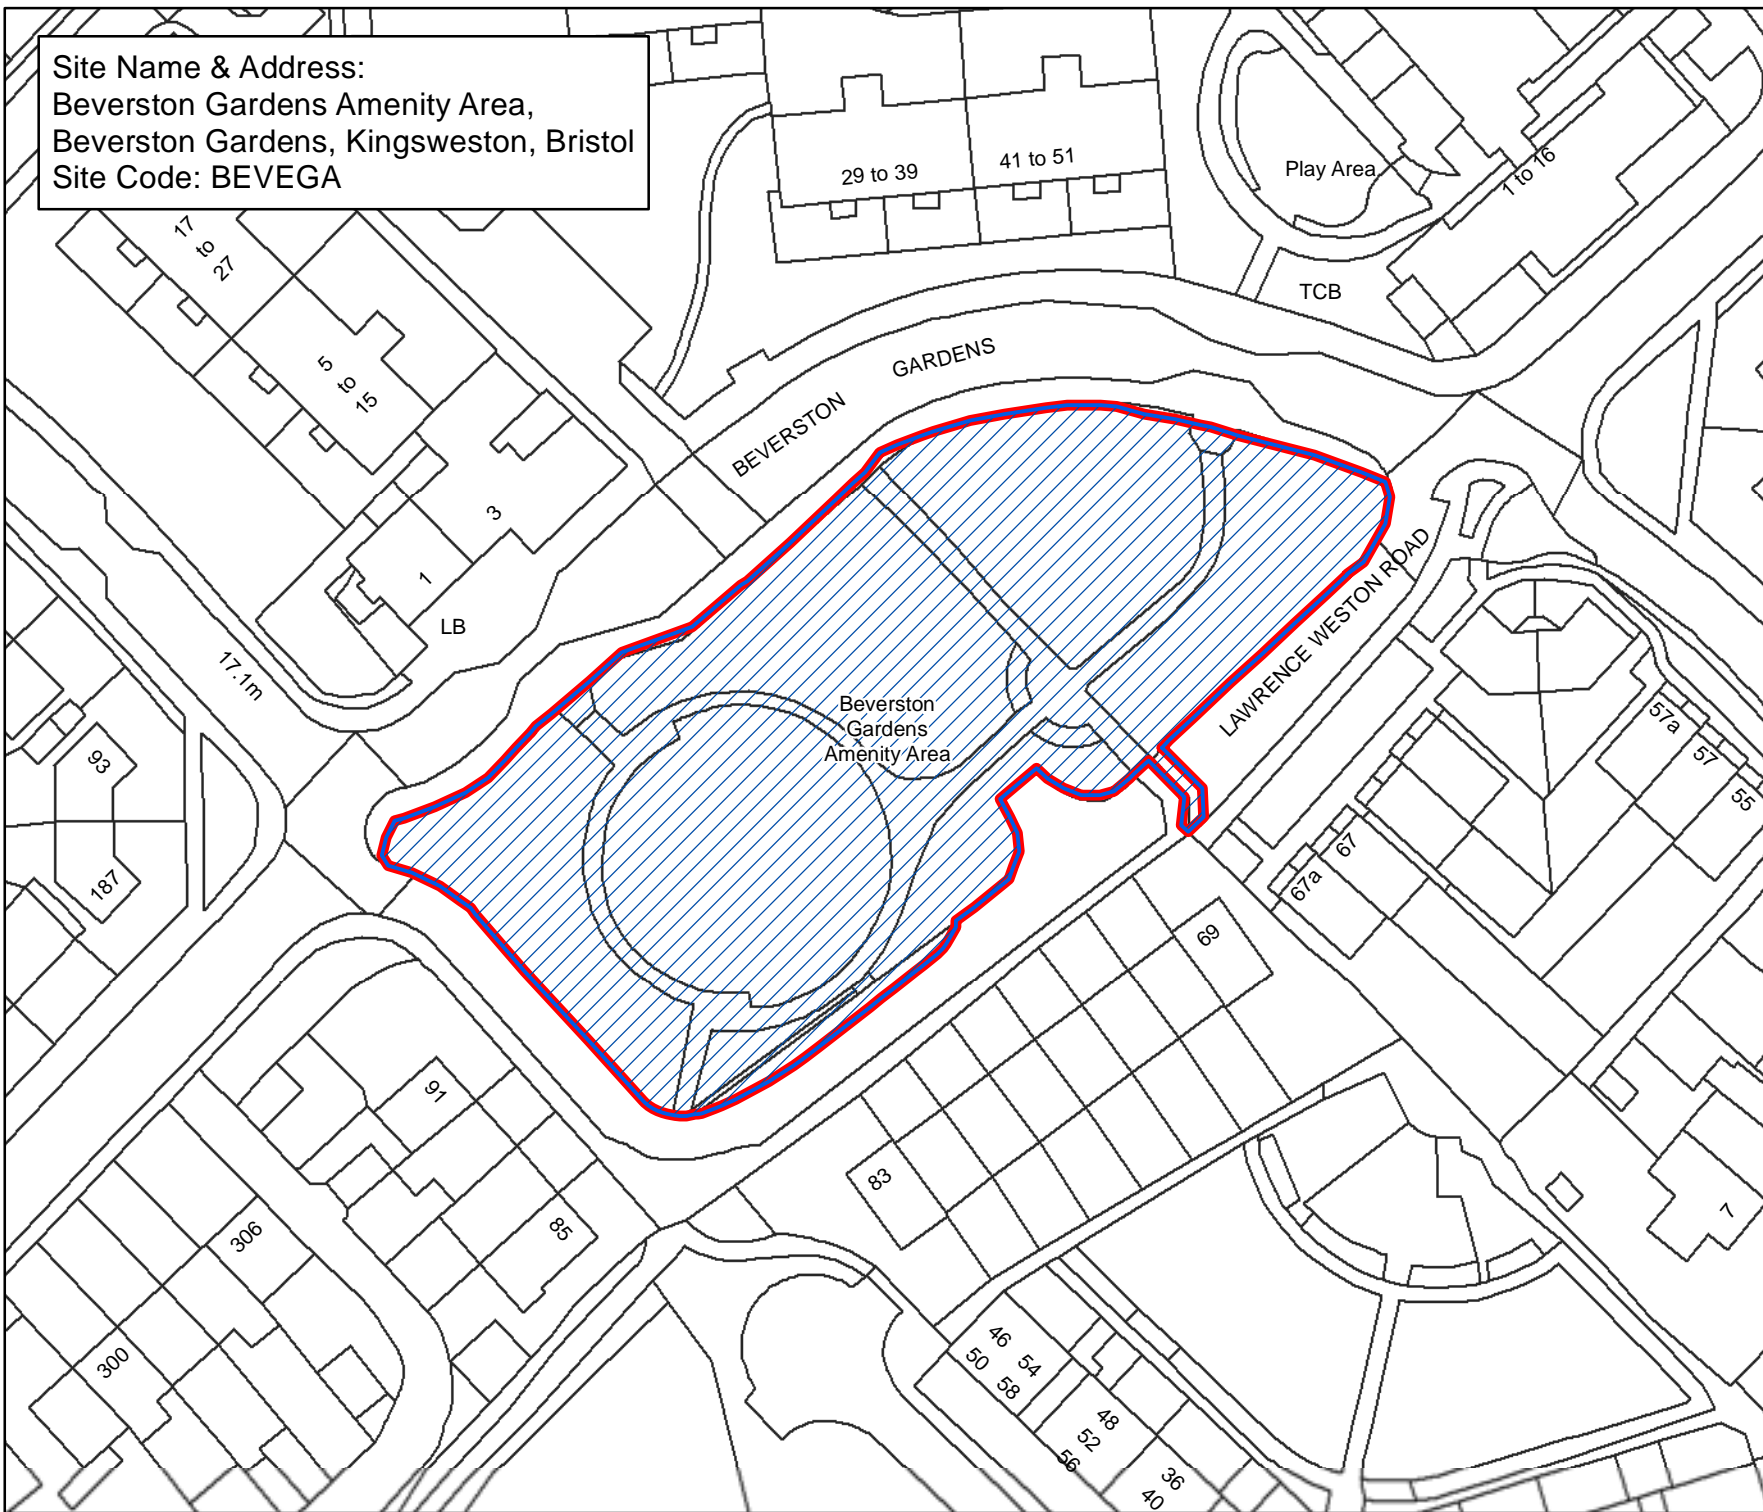 Site Name & Address:
Beverston Gardens Amenity Area,
Beverston Gardens, Kingsweston, Bristol
Site Code: BEVEGA
29 to 39
41 to 51
Play Area
1 to 16
TCB
17
to
27
5
to
15
BEVERSTON
GARDENS
3
1
LB
17.1m
LAWRENCE WESTON ROAD
Beverston
Gardens
Amenity Area
93
187
57a
57
55
67
67a
69
83
91
85
306
300
7
46
50
54
58
48
52
56
36
40